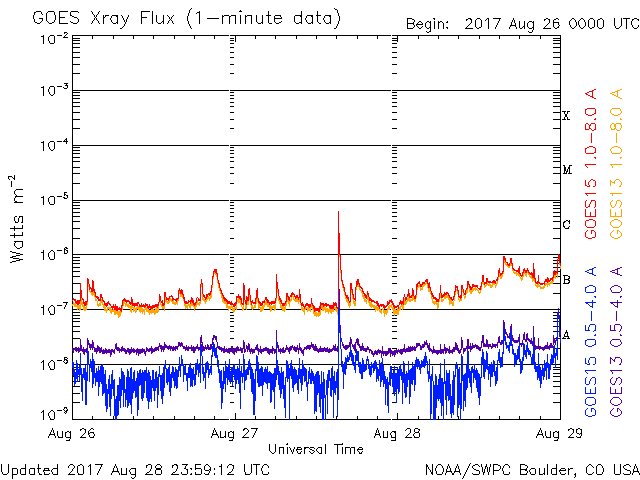 GOES Xray Flux (1-minute data)
Begin: 2017 Aug 26 0000 UTC
10-2
10-3
10-4
10-5
10-6
10-7
10-8
10-9
Watts m-2
X
M
C
B
A
GOES15 1.0-8.0 A
GOES13 1.0-8.0 A
GOES15 0.5-4.0 A
GOES13 0.5-4.0 A
Aug 26
Aug 27
Aug 28
Aug 29
Universal Time
Updated 2017 Aug 28 23:59:12 UTC
NOAA/SWPC Boulder, CO USA